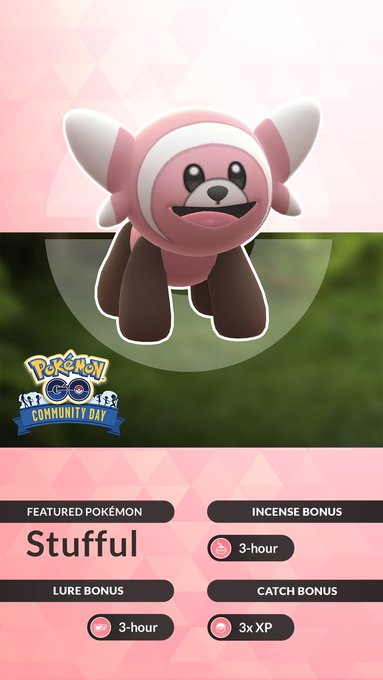 POKÉMON
GO
COMMUNITY DAY
FEATURED POKÉMON
Stufful
INCENSE BONUS
3-hour
LURE BONUS
3-hour
CATCH BONUS
3x XP